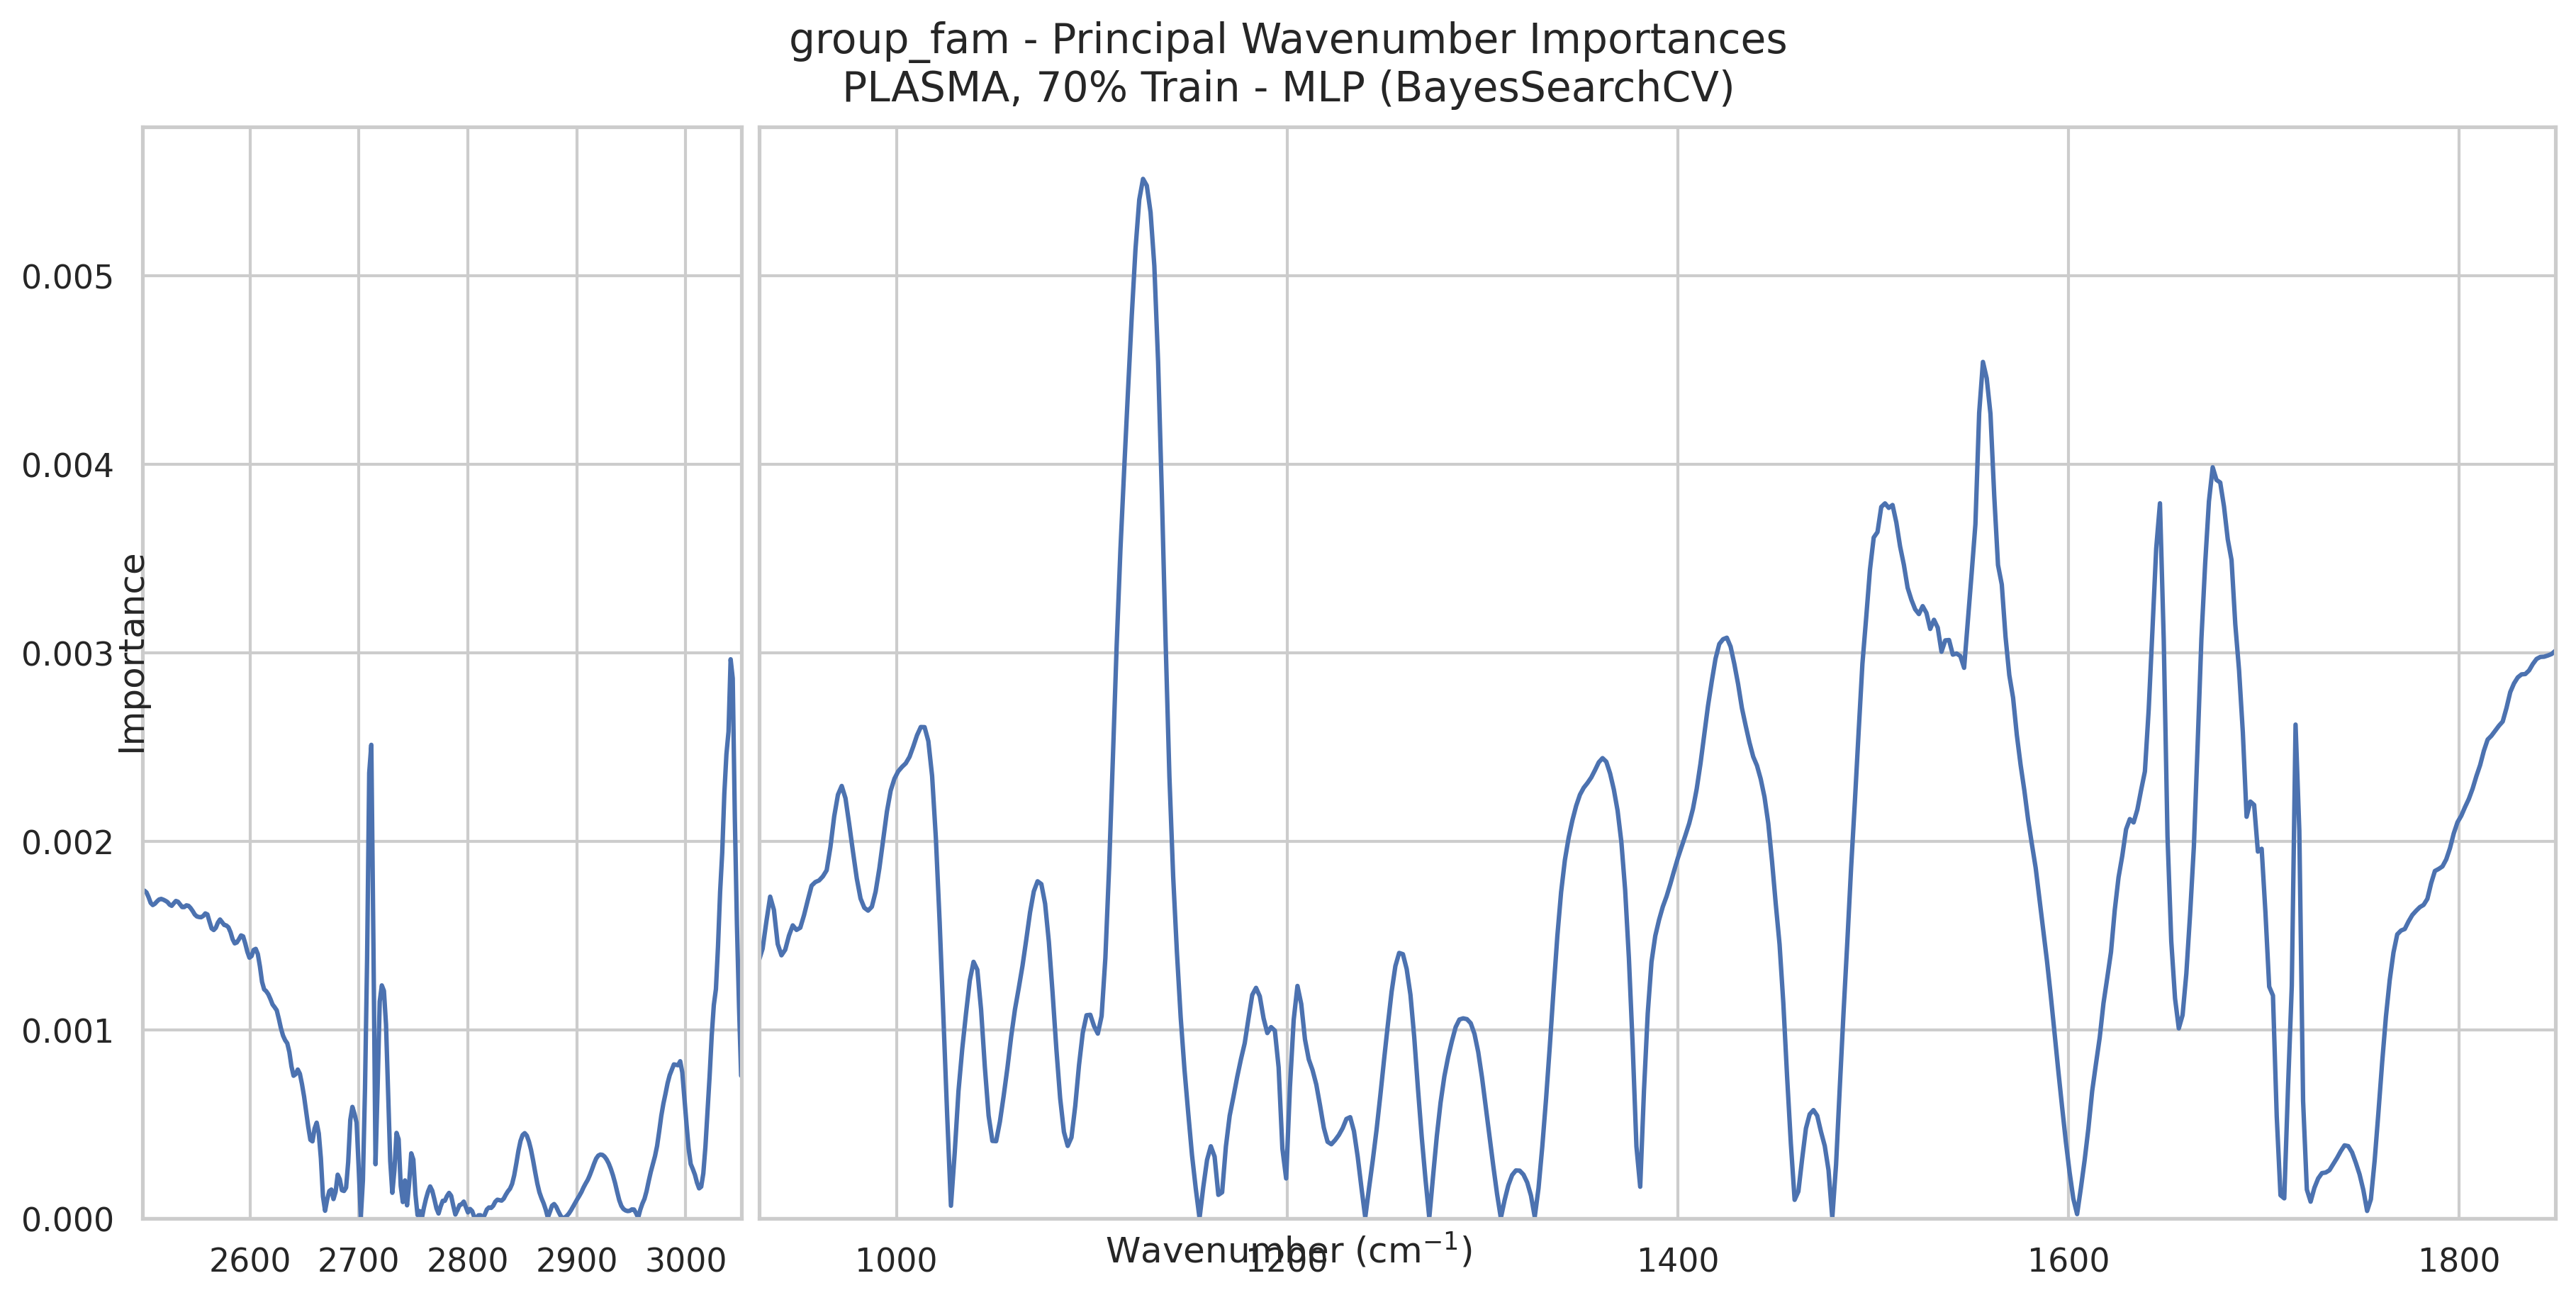 group_fam - Principal Wavenumber Importances
PLASMA, 70% Train - MLP (BayesSearchCV)
Importance
0.005
0.004
0.003
0.002
0.001
0.000
2600 2700 2800 2900 3000 1000 1200 1400 1600 1800
Wavenumber (cm⁻¹)